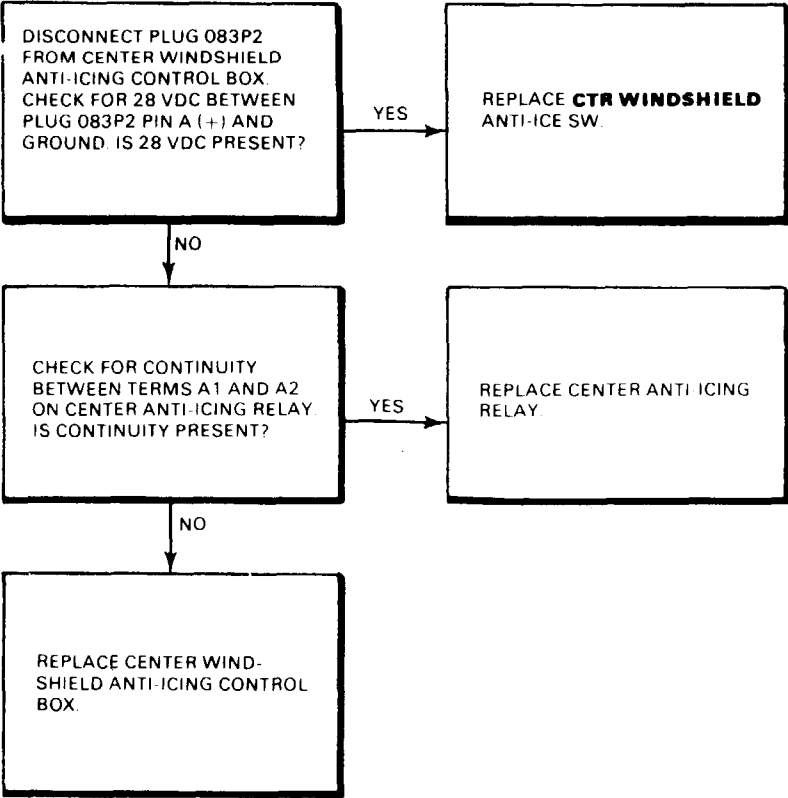 DISCONNECT PLUG 083P2
FROM CENTER WINDSHIELD
ANTI-ICING CONTROL BOX.
CHECK FOR 28 VDC BETWEEN
PLUG 083P2 PIN A (+) AND
GROUND. IS 28 VDC PRESENT?
YES
REPLACE CTR WINDSHIELD
ANTI-ICE SW.
NO
CHECK FOR CONTINUITY
BETWEEN TERMS A1 AND A2
ON CENTER ANTI-ICING RELAY.
IS CONTINUITY PRESENT?
YES
REPLACE CENTER ANTI-ICING
RELAY.
NO
REPLACE CENTER WIND-
SHIELD ANTI-ICING CONTROL
BOX.